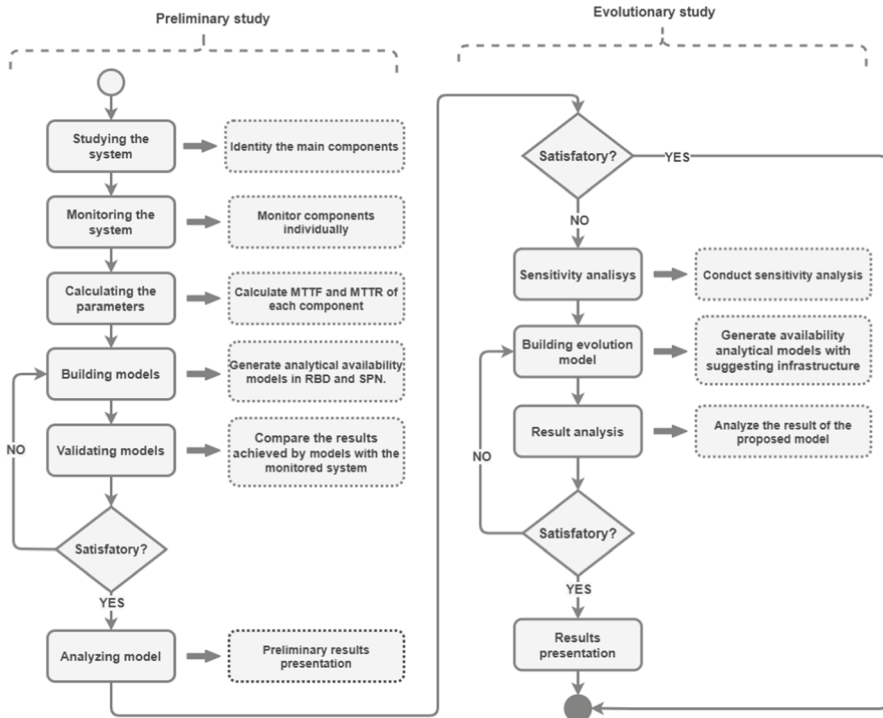 Preliminary study
Studying the
system
Identity the main components
Monitoring the
system
Monitor components
individually
Calculating the
parameters
Calculate MTTF and MTTR of
each component
Building models
Generate analytical availability
models in RBD and SPN.
NO
Validating models
Compare the results
achieved by models with the
monitored system
Satisfatory?
YES
Analyzing model
Preliminary results
presentation
Evolutionary study
Satisfatory?
YES
NO
Sensitivity analisys
Conduct sensitivity analysis
Building evolution
model
Generate availability
analytical models with
suggesting infrastructure
Result analysis
Analyze the result of the
proposed model
NO
Satisfatory?
YES
Results
presentation